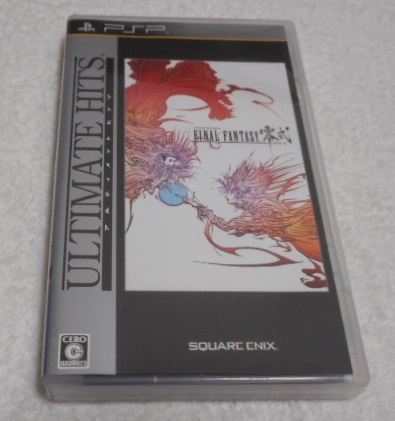 PSP
ULTIMATE HITS
アルティメット ヒッツ
FINAL FANTASY 零式
SQUARE ENIX
CERO
C